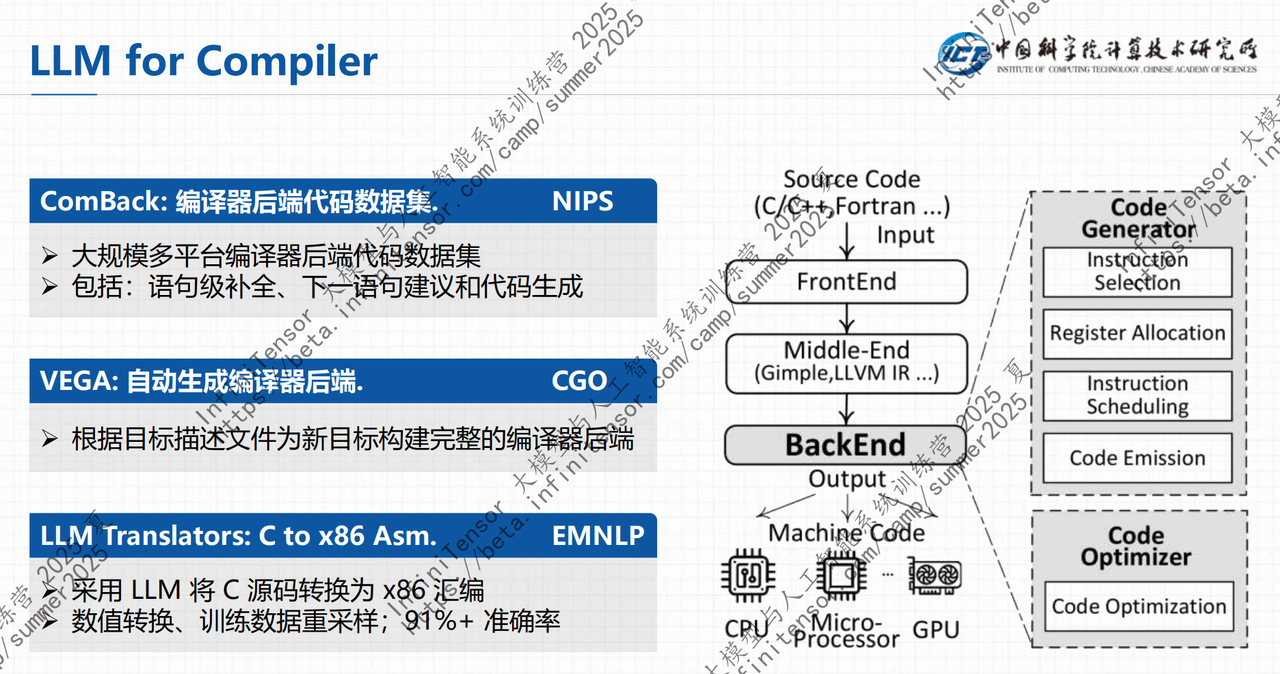 LLM for Compiler
ICT 中国科学院计算技术研究所
INSTITUTE OF COMPUTING TECHNOLOGY, CHINESE ACADEMY OF SCIENCES
ComBack: 编译器后端代码数据集. NIPS
大规模多平台编译器后端代码数据集
包括：语句级补全、下一语句建议和代码生成
VEGA: 自动生成编译器后端. CGO
根据目标描述文件为新目标构建完整的编译器后端
LLM Translators: C to x86 Asm. EMNLP
采用 LLM 将 C 源码转换为 x86 汇编
数值转换、训练数据重采样；91%+ 准确率
Source Code
(C/C++,Fortran ...)
Input
FrontEnd
Middle-End
(Gimple,LLVM IR ...)
BackEnd
Output
Machine Code
...
CPU
Micro-
Processor
GPU
Code
Generator
Instruction
Selection
Register Allocation
Instruction
Scheduling
Code Emission
Code
Optimizer
Code Optimization
InfiniTensor 大模型与人工智能系统训练营 2025 夏
https://beta.infinitensor.com/camp/summer2025